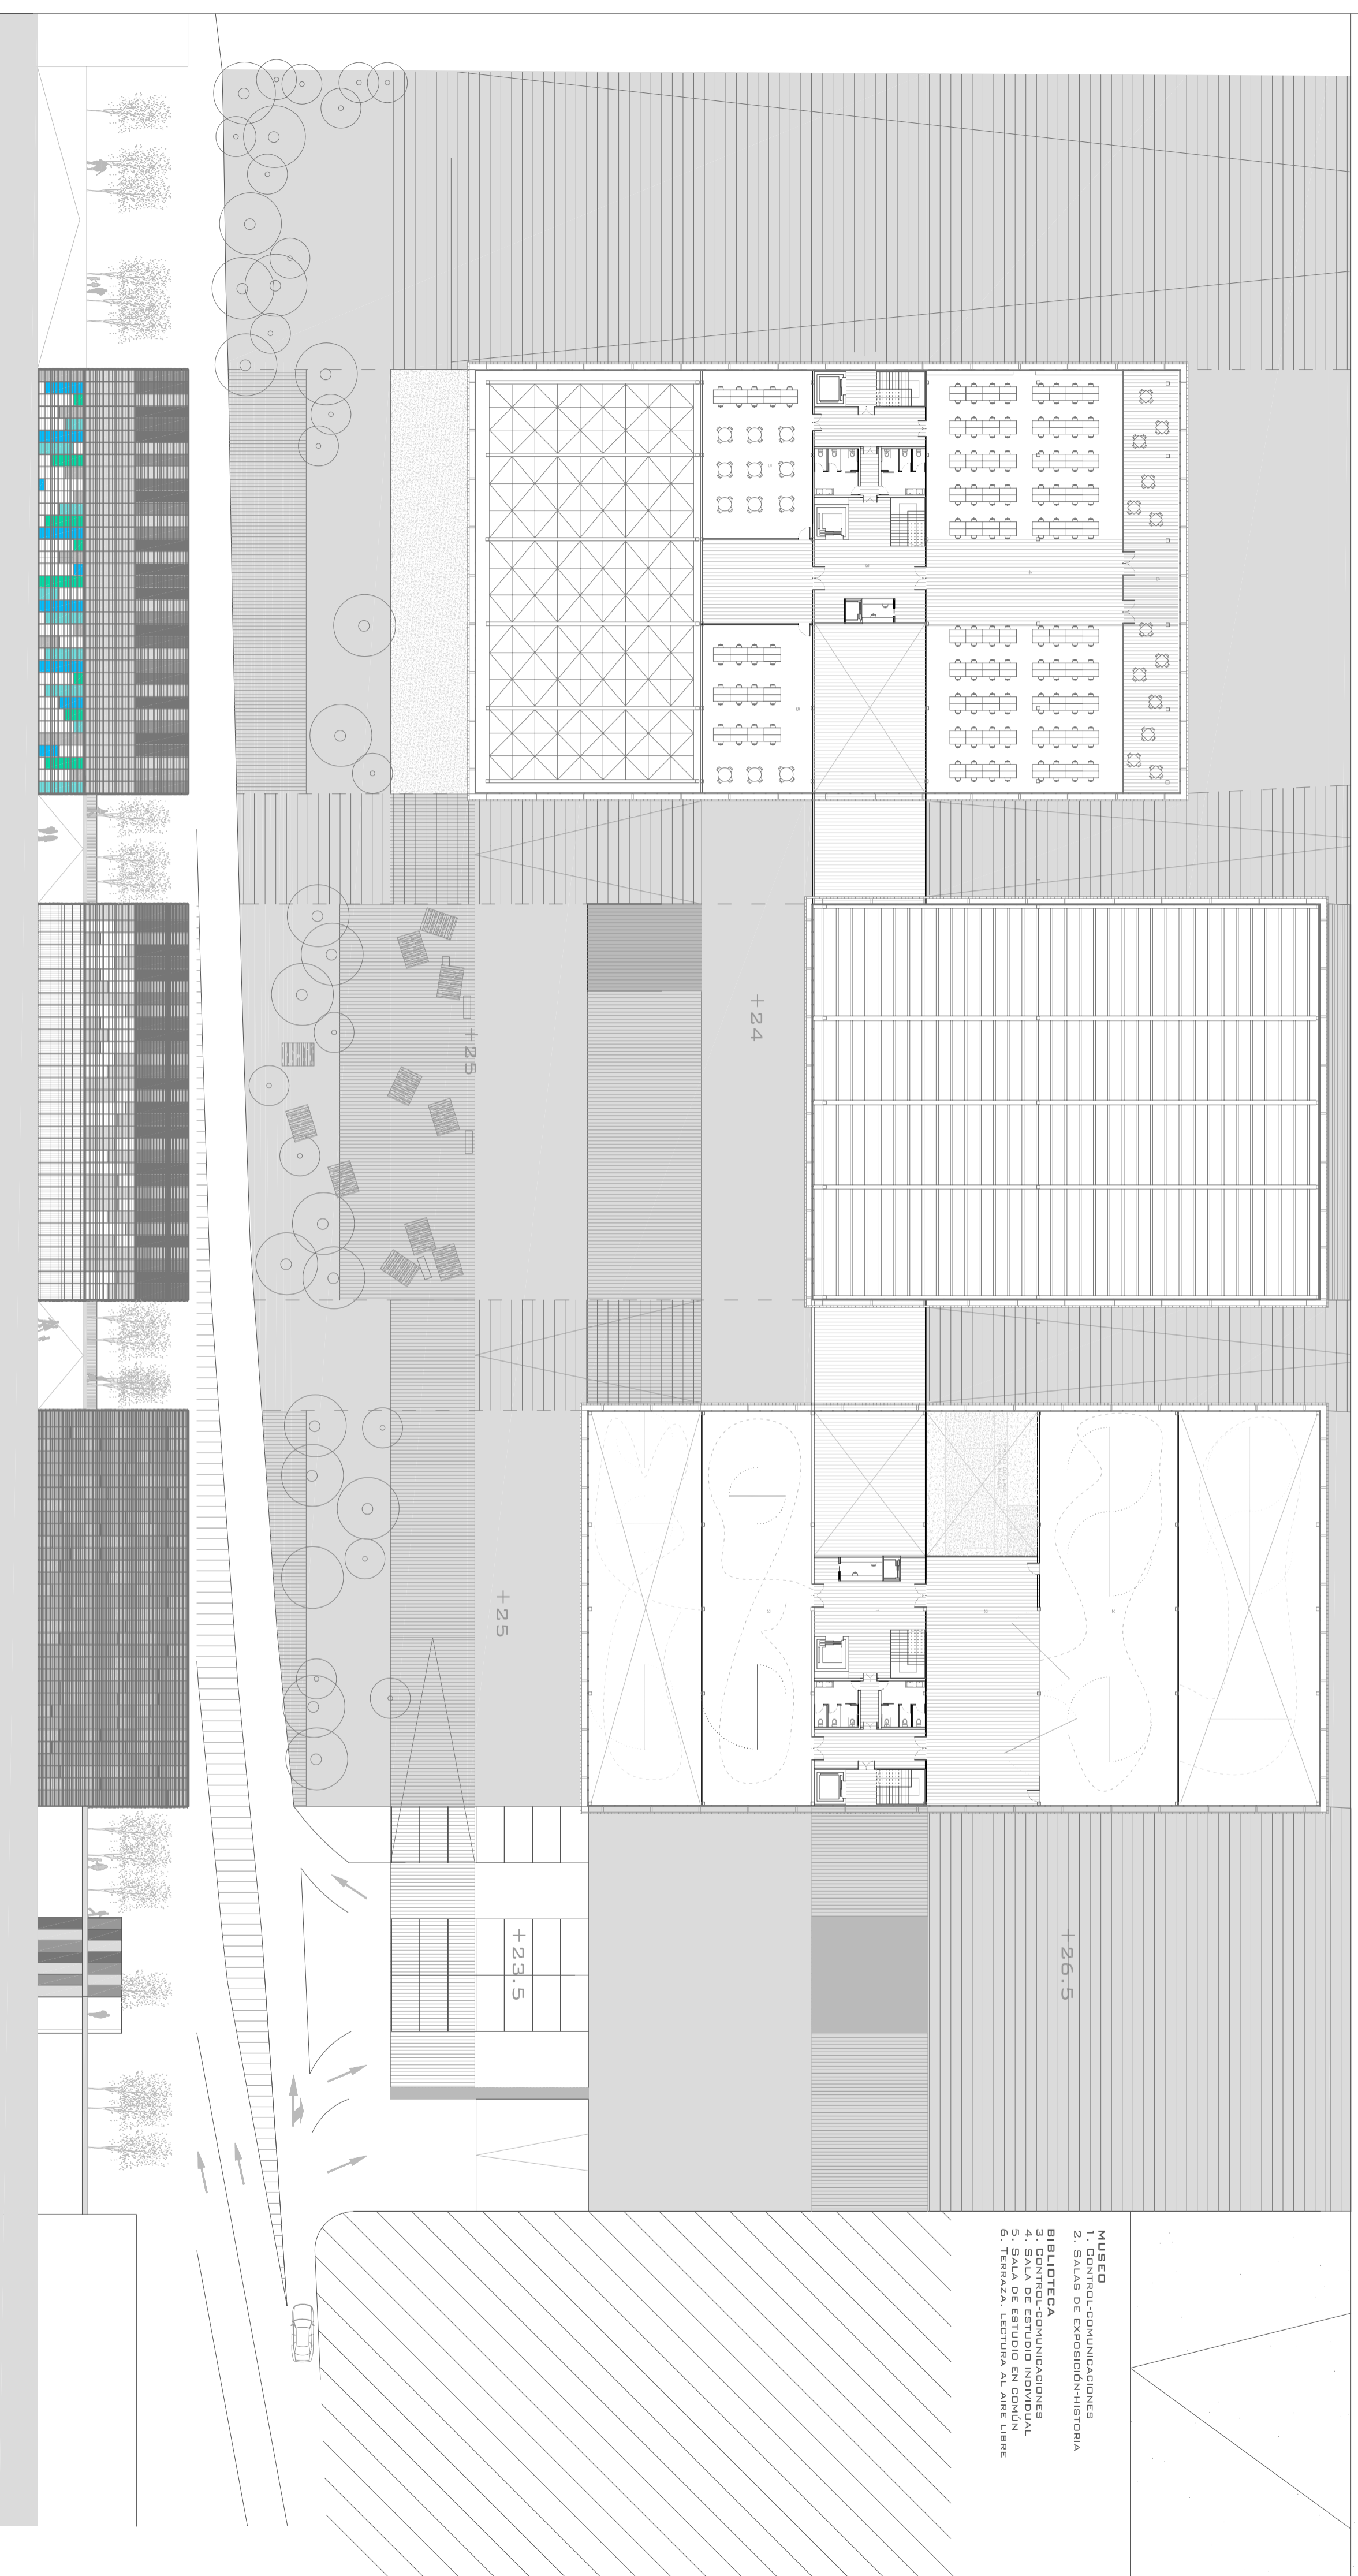 +24
+25
+25
+23.5
+26.5
MUSEO
1. CONTROL-COMUNICACIONES
2. SALAS DE EXPOSICIÓN-HISTORIA
BIBLIOTECA
3. CONTROL-COMUNICACIONES
4. SALA DE ESTUDIO INDIVIDUAL
5. SALA DE ESTUDIO EN COMÚN
6. TERRAZA. LECTURA AL AIRE LIBRE